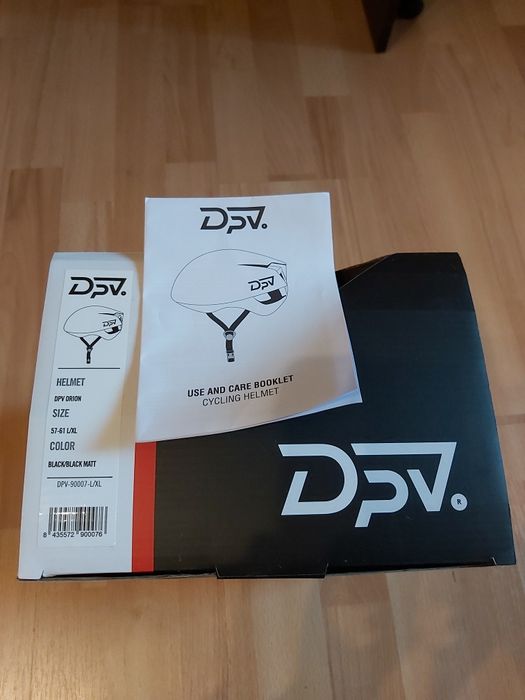 DPV.
DPV
USE AND CARE BOOKLET
CYCLING HELMET
DPV.
DPV
HELMET
DPV ORION
SIZE
57-61 L/XL
COLOR
BLACK/BLACK MATT
DPV-90007-L/XL
8 435572 900076
DPV.
R